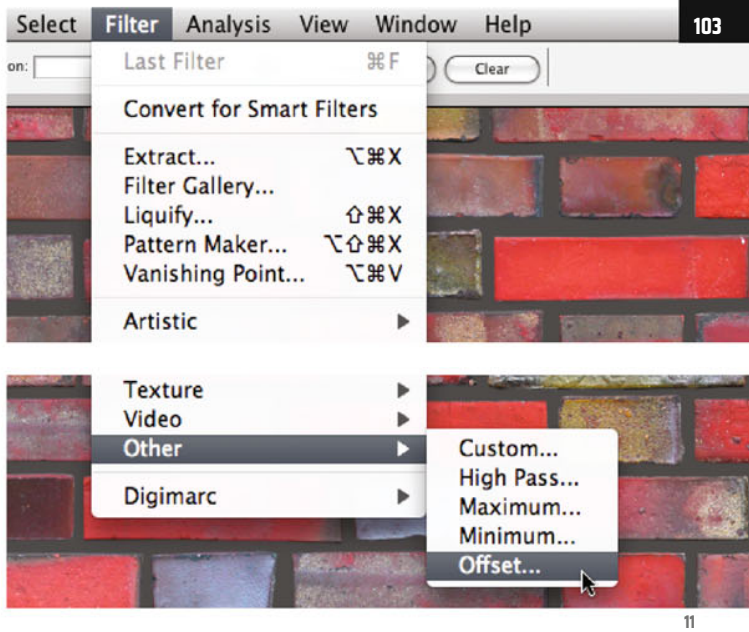 Select Filter Analysis View Window Help
103
on: Clear
Last Filter ⌘F
Convert for Smart Filters
Extract... ⌥⌘X
Filter Gallery...
Liquify... ⇧⌘X
Pattern Maker... ⌥⇧⌘X
Vanishing Point... ⌥⌘V
Artistic
Texture
Video
Other
Digimarc
Custom...
High Pass...
Maximum...
Minimum...
Offset...
11